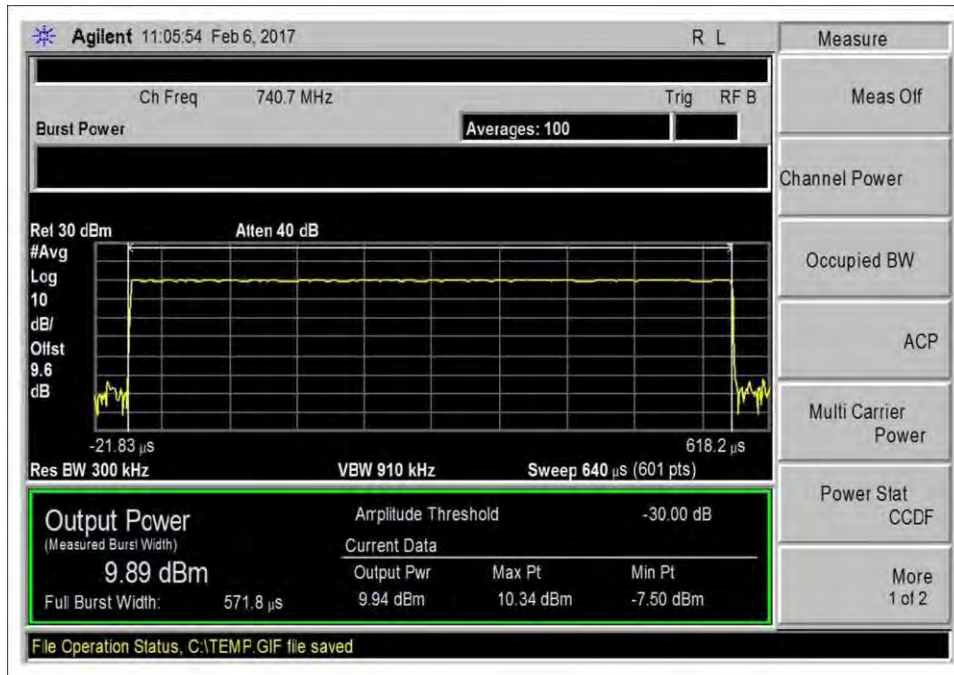 Agilent 11:05:54 Feb 6, 2017 R L
Measure
Ch Freq 740.7 MHz Trig RF B
Burst Power Averages: 100
Ref 30 dBm Atten 40 dB
#Avg
Log
10
dB/
Offst
9.6
dB
-21.83 µs 618.2 µs
Res BW 300 kHz VBW 910 kHz Sweep 640 µs (601 pts)
Output Power
(Measured Burst Width)
9.89 dBm
Full Burst Width: 571.8 µs
Amplitude Threshold -30.00 dB
Current Data
Output Pwr Max Pt Min Pt
9.94 dBm 10.34 dBm -7.50 dBm
File Operation Status, C:\TEMP.GIF file saved
Meas Off
Channel Power
Occupied BW
ACP
Multi Carrier
Power
Power Stat
CCDF
More
1 of 2